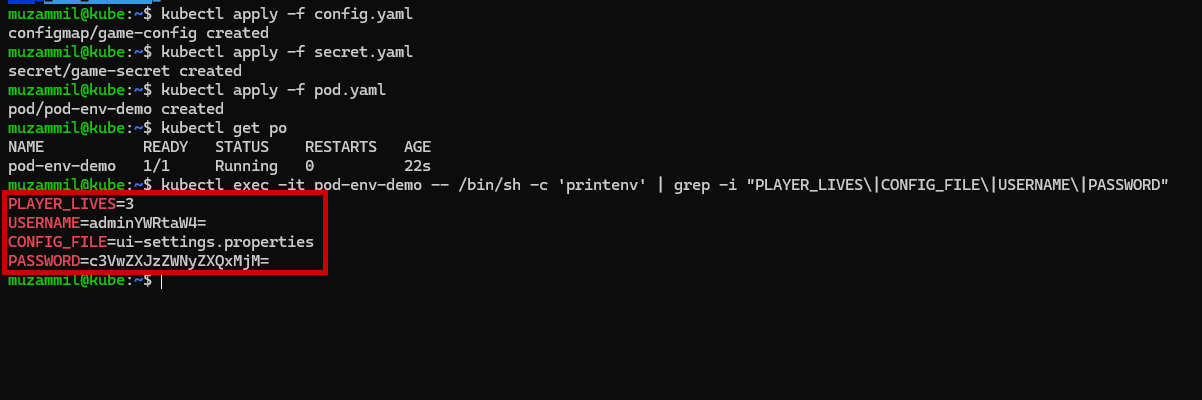 muzammil@kube:~$ kubectl apply -f config.yaml
configmap/game-config created
muzammil@kube:~$ kubectl apply -f secret.yaml
secret/game-secret created
muzammil@kube:~$ kubectl apply -f pod.yaml
pod/pod-env-demo created
muzammil@kube:~$ kubectl get po
NAME           READY   STATUS    RESTARTS   AGE
pod-env-demo   1/1     Running   0          22s
muzammil@kube:~$ kubectl exec -it pod-env-demo -- /bin/sh -c 'printenv' | grep -i "PLAYER_LIVES\|CONFIG_FILE\|USERNAME\|PASSWORD"
PLAYER_LIVES=3
USERNAME=adminYWRtaW4=
CONFIG_FILE=ui-settings.properties
PASSWORD=c3VwZXJzZWNyZXQxMjM=
muzammil@kube:~$